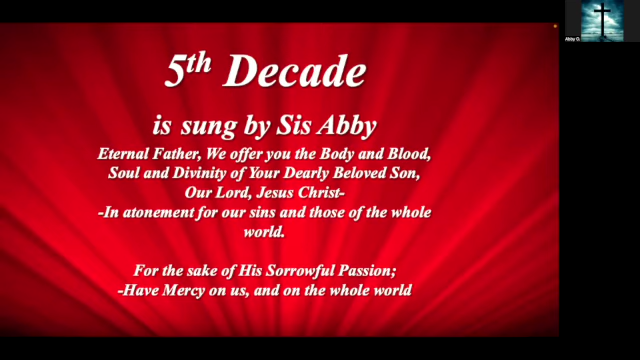 5th Decade
is sung by Sis Abby
Eternal Father, We offer you the Body and Blood,
Soul and Divinity of Your Dearly Beloved Son,
Our Lord, Jesus Christ-
-In atonement for our sins and those of the whole
world.
For the sake of His Sorrowful Passion;
-Have Mercy on us, and on the whole world
Abby O.